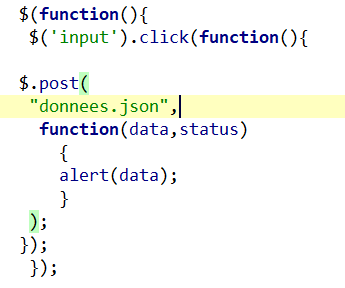 $(function(){
$('input').click(function(){
$.post(
"donnees.json",
function(data,status)
{
alert(data);
}
);
});
});